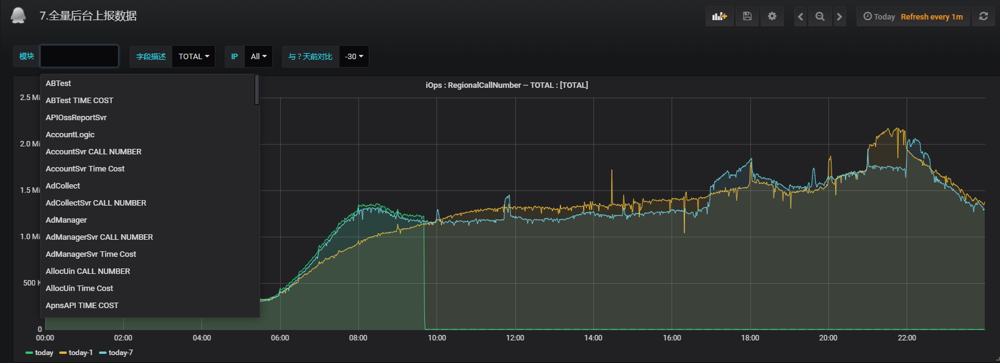 7.全量后台上报数据
Today Refresh every 1m
模块 字段描述 TOTAL IP All 与？天前对比 -30
iOps : RegionalCallNumber -- TOTAL : [TOTAL]
ABTest
ABTest TIME COST
APIOssReportSvr
AccountLogic
AccountSvr CALL NUMBER
AccountSvr Time Cost
AdCollect
AdCollectSvr CALL NUMBER
AdManager
AdManagerSvr CALL NUMBER
AdManagerSvr Time Cost
AllocUin CALL NUMBER
AllocUin Time Cost
ApnsAPI TIME COST
2.5 Mi
2.0 Mi
1.5 Mi
1.0 Mi
500 K
0
00:00 02:00 04:00 06:00 08:00 10:00 12:00 14:00 16:00 18:00 20:00 22:00
today today-1 today-7